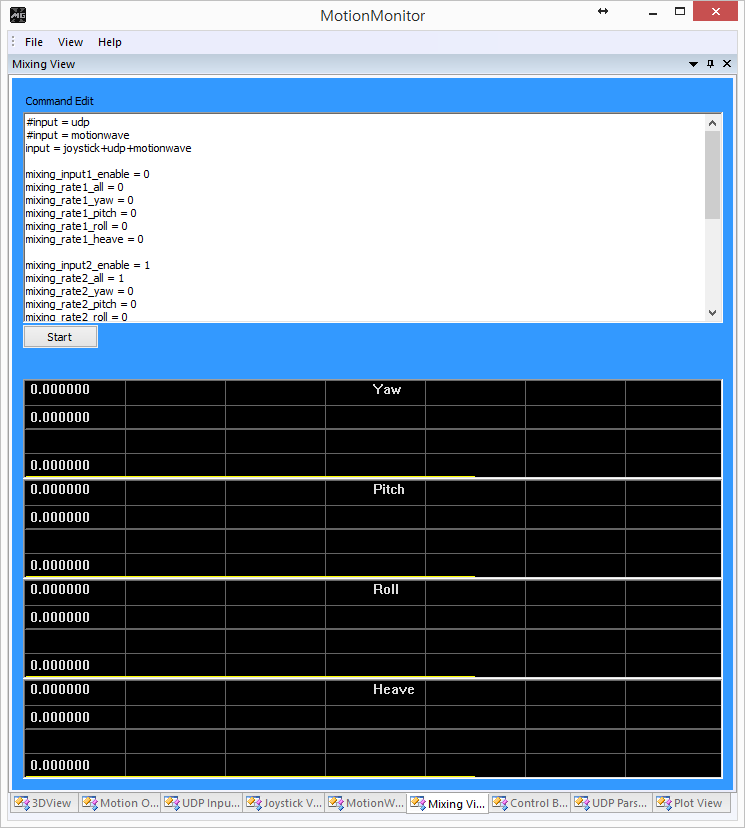 MG
MotionMonitor
File View Help
Mixing View
Command Edit
#input = udp
#input = motionwave
input = joystick+udp+motionwave
mixing_input1_enable = 0
mixing_rate1_all = 0
mixing_rate1_yaw = 0
mixing_rate1_pitch = 0
mixing_rate1_roll = 0
mixing_rate1_heave = 0
mixing_input2_enable = 1
mixing_rate2_all = 1
mixing_rate2_yaw = 0
mixing_rate2_pitch = 0
mixing_rate2_roll = 0
Start
0.000000 Yaw
0.000000
0.000000
0.000000 Pitch
0.000000
0.000000
0.000000 Roll
0.000000
0.000000
0.000000 Heave
0.000000
0.000000
3DView Motion O... UDP Inpu... Joystick V... MotionW... Mixing Vi... Control B... UDP Pars... Plot View